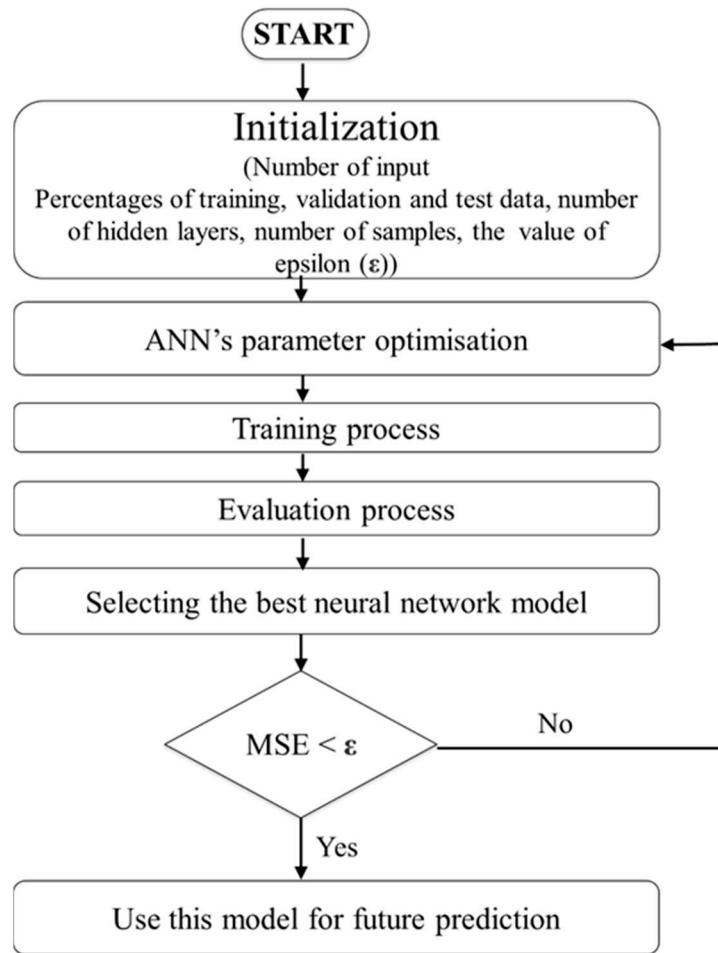 START
Initialization
(Number of input
Percentages of training, validation and test data, number
of hidden layers, number of samples, the value of
epsilon (ε))
ANN's parameter optimisation
Training process
Evaluation process
Selecting the best neural network model
MSE < ε
No
Yes
Use this model for future prediction